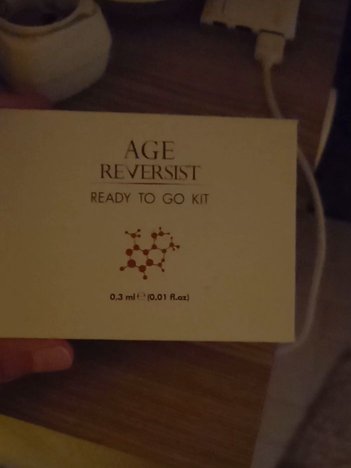 AGE
REVERSIST
READY TO GO KIT
0,3 ml ℮ (0.01 fl.oz)